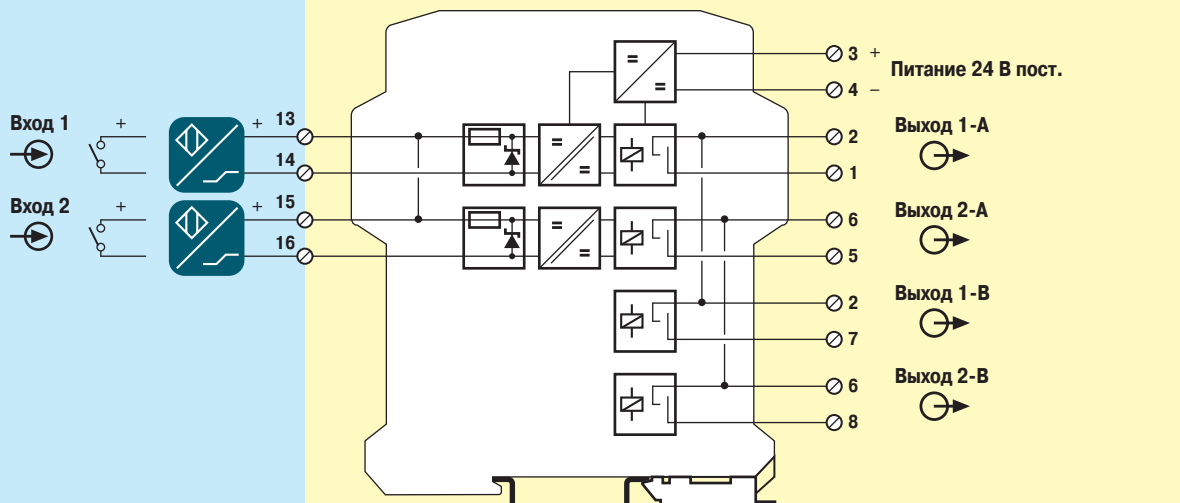 3 +
Питание 24 В пост.
4 –
Вход 1
+
+ 13
2
Выход 1-А
14
1
Вход 2
+
+ 15
6
Выход 2-А
16
5
2
Выход 1-В
7
6
Выход 2-В
8